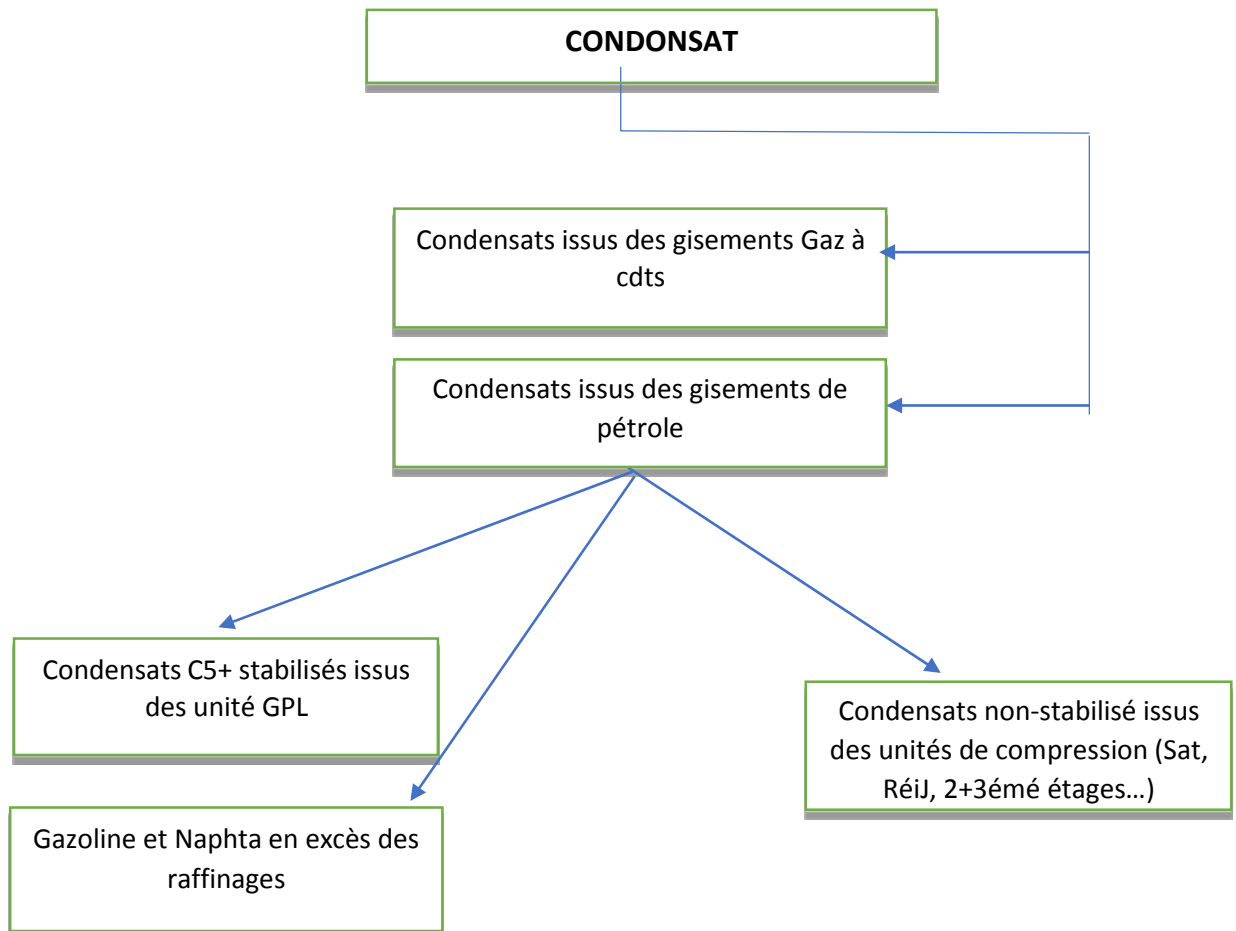 CONDONSAT
Condensats issus des gisements Gaz à
cdts
Condensats issus des gisements de
pétrole
Condensats C5+ stabilisés issus
des unité GPL
Condensats non-stabilisé issus
des unités de compression (Sat,
RéiJ, 2+3émé étages…)
Gazoline et Naphta en excès des
raffinages